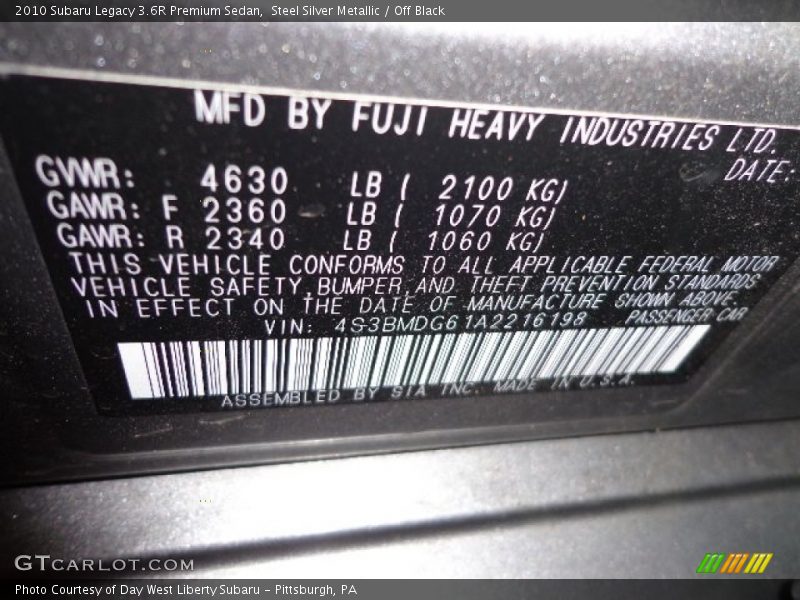 2010 Subaru Legacy 3.6R Premium Sedan,  Steel Silver Metallic / Off Black
MFD BY FUJI HEAVY INDUSTRIES LTD.
DATE:
GVWR: 4630 LB ( 2100 KG)
GAWR: F 2360 LB ( 1070 KG)
GAWR: R 2340 LB ( 1060 KG)
THIS VEHICLE CONFORMS TO ALL APPLICABLE FEDERAL MOTOR
VEHICLE SAFETY, BUMPER, AND THEFT PREVENTION STANDARDS
IN EFFECT ON THE DATE OF MANUFACTURE SHOWN ABOVE.
VIN: 4S3BMDG61A2216198 PASSENGER CAR
ASSEMBLED BY SIA INC. MADE IN U.S.A.
GTCARLOT.COM
Photo Courtesy of Day West Liberty Subaru - Pittsburgh, PA